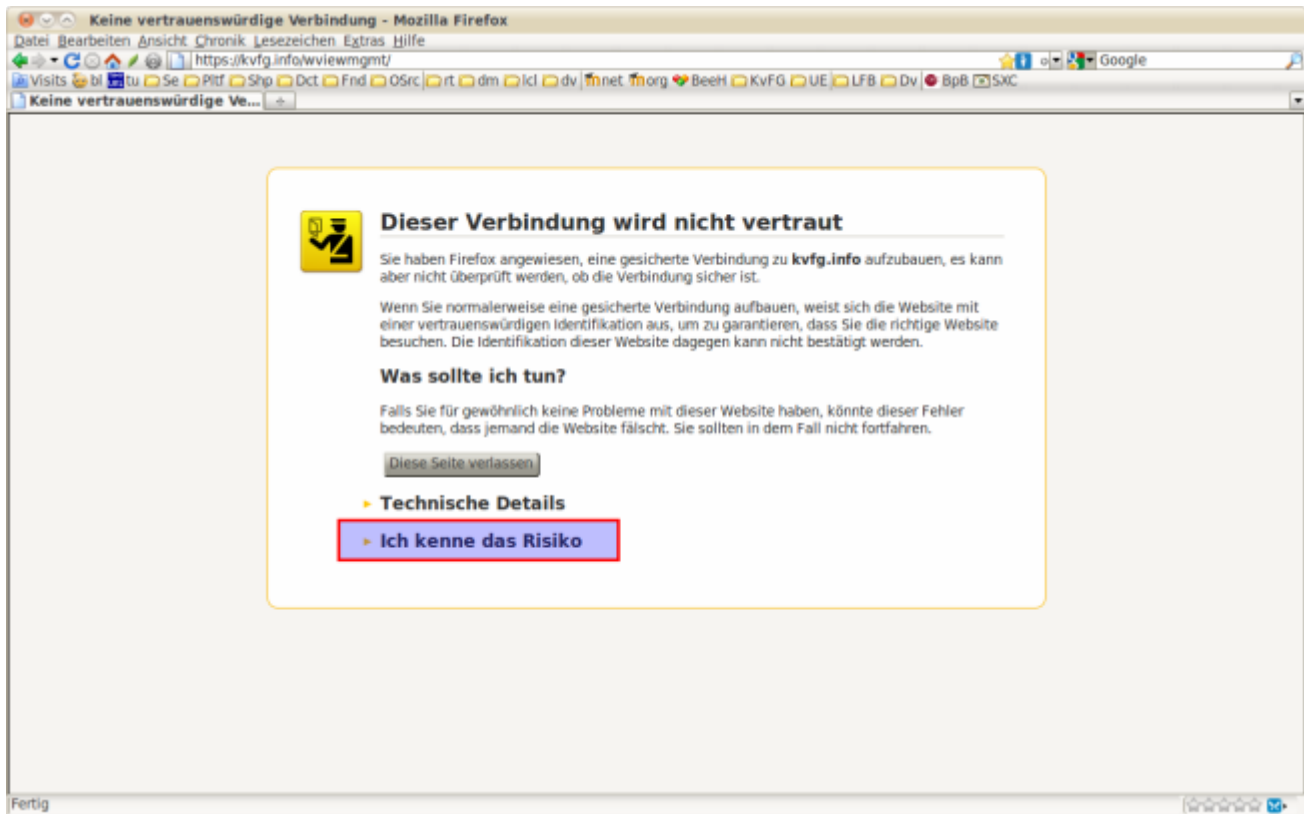 Keine vertrauenswürdige Verbindung - Mozilla Firefox
Datei Bearbeiten Ansicht Chronik Lesezeichen Extras Hilfe
https://kvfg.info/wviewmgmt/ Google
Visits bl tu Se Pltf Shp Dct Fnd OSrc rt dm lcl dv net org BeeH KvFG UE LFB Dv BpB SXC
Keine vertrauenswürdige Ve...
Dieser Verbindung wird nicht vertraut
Sie haben Firefox angewiesen, eine gesicherte Verbindung zu kvfg.info aufzubauen, es kann
aber nicht überprüft werden, ob die Verbindung sicher ist.
Wenn Sie normalerweise eine gesicherte Verbindung aufbauen, weist sich die Website mit
einer vertrauenswürdigen Identifikation aus, um zu garantieren, dass Sie die richtige Website
besuchen. Die Identifikation dieser Website dagegen kann nicht bestätigt werden.
Was sollte ich tun?
Falls Sie für gewöhnlich keine Probleme mit dieser Website haben, könnte dieser Fehler
bedeuten, dass jemand die Website fälscht. Sie sollten in dem Fall nicht fortfahren.
Diese Seite verlassen
Technische Details
Ich kenne das Risiko
Fertig